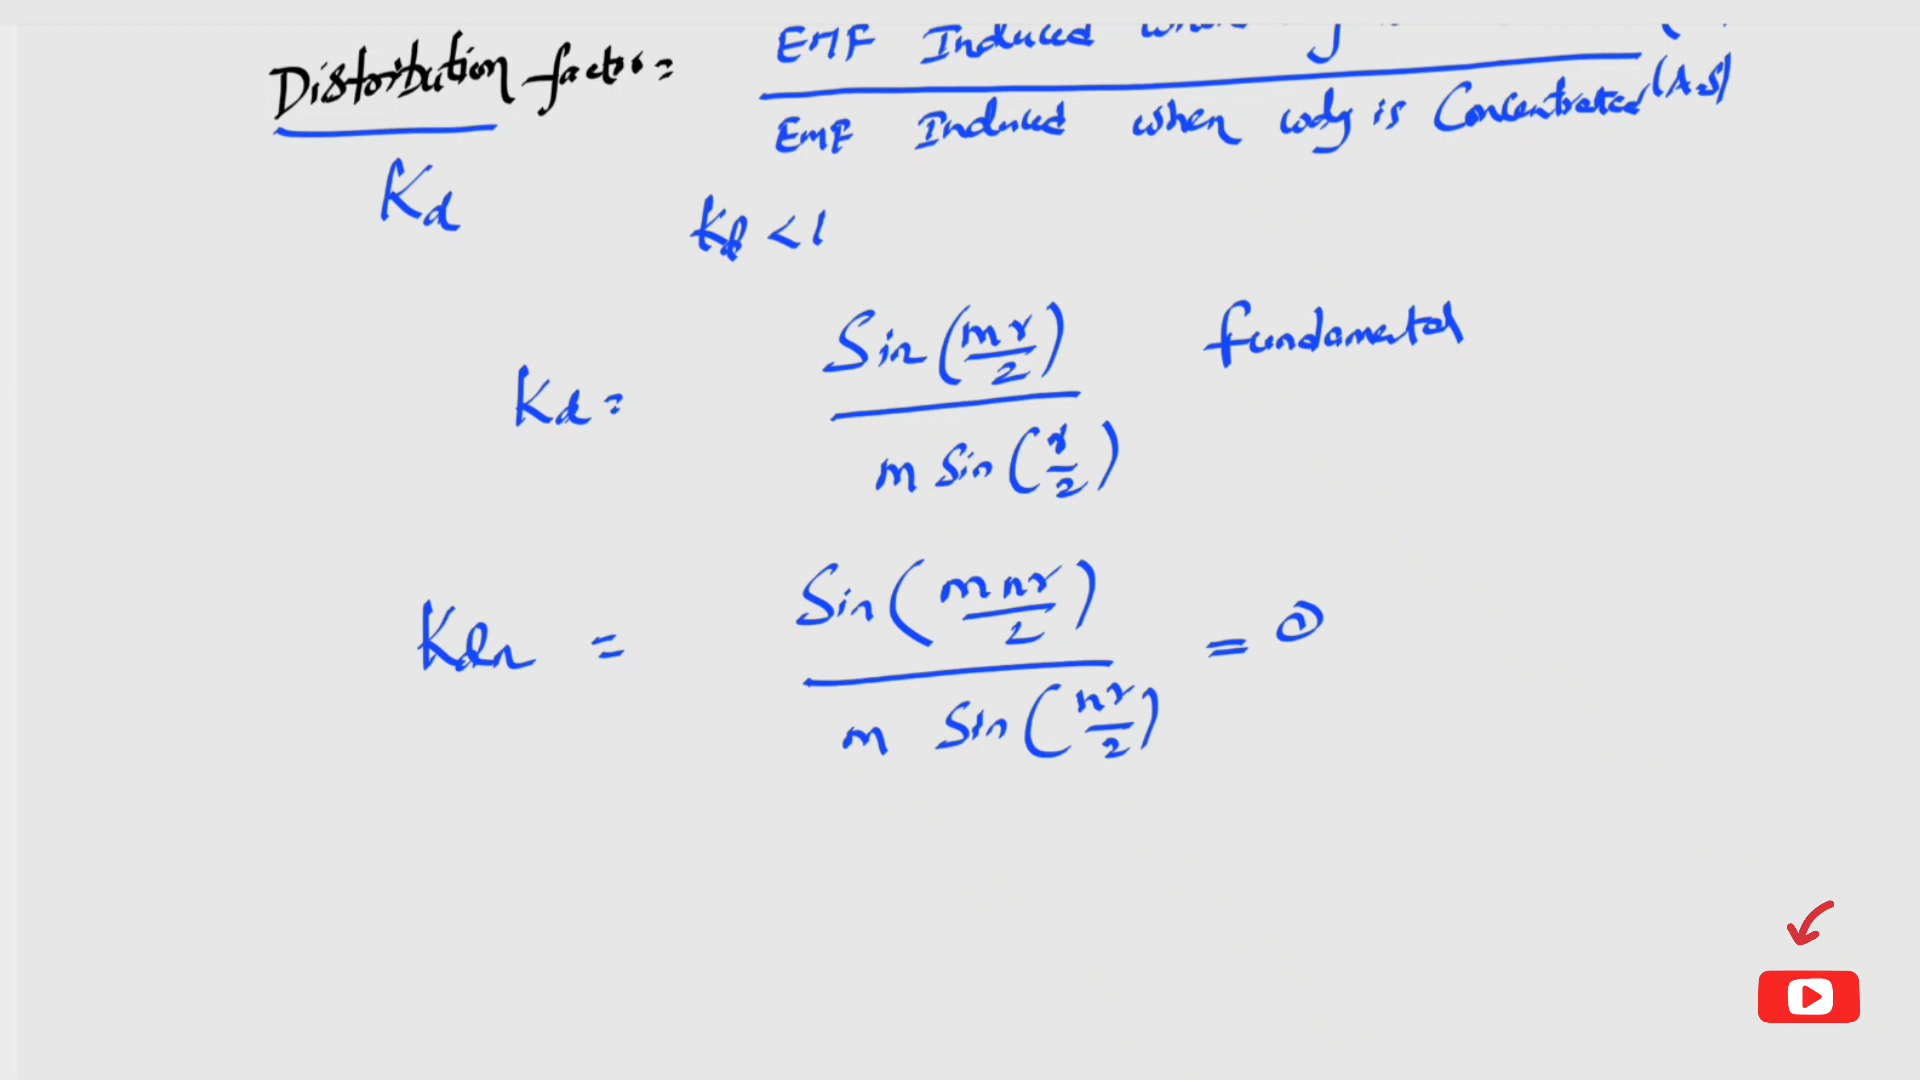 EMF Induced
Distribution factor =
EMF Induced when wdg is Concentrated (A.S)
Kd
Kd < 1
Kd = Sin(mγ/2) / m Sin(γ/2) fundamental
Kdn = Sin(mnγ/2) / m Sin(nγ/2) = 0